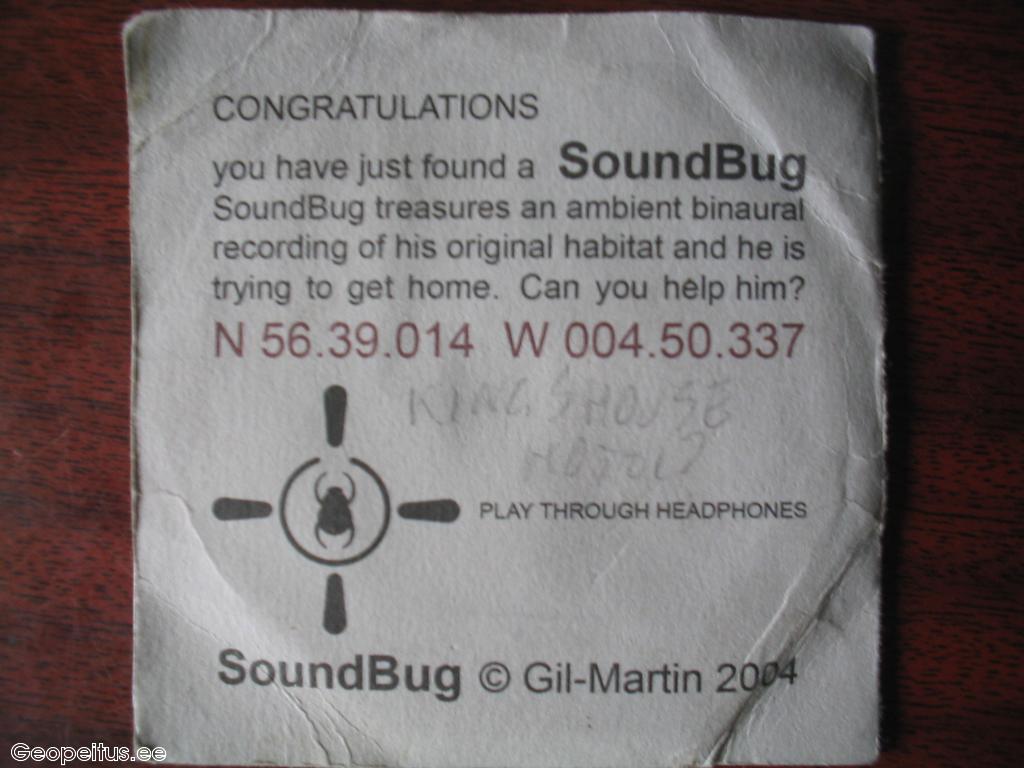 CONGRATULATIONS
you have just found a SoundBug
SoundBug treasures an ambient binaural
recording of his original habitat and he is
trying to get home. Can you help him?
N 56.39.014 W 004.50.337
KINGSHOUSE
PLAY THROUGH HEADPHONES
SoundBug © Gil-Martin 2004
Geopeitus.ee